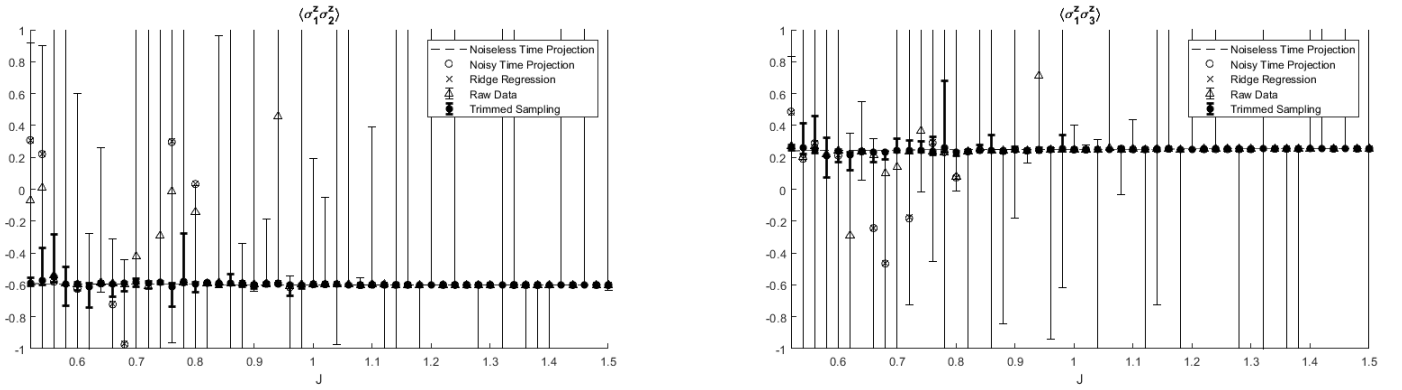 ⟨σ₁ᶻσ₂ᶻ⟩
1
0.8
0.6
0.4
0.2
0
-0.2
-0.4
-0.6
-0.8
-1
Noiseless Time Projection
Noisy Time Projection
Ridge Regression
Raw Data
Trimmed Sampling
0.6 0.7 0.8 0.9 1 1.1 1.2 1.3 1.4 1.5
J
⟨σ₁ᶻσ₃ᶻ⟩
1
0.8
0.6
0.4
0.2
0
-0.2
-0.4
-0.6
-0.8
-1
Noiseless Time Projection
Noisy Time Projection
Ridge Regression
Raw Data
Trimmed Sampling
0.6 0.7 0.8 0.9 1 1.1 1.2 1.3 1.4 1.5
J